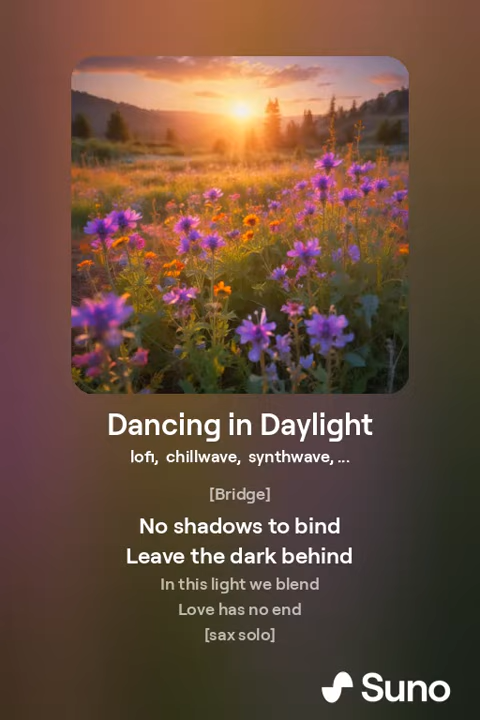 Dancing in Daylight
lofi, chillwave, synthwave, ...
[Bridge]
No shadows to bind
Leave the dark behind
In this light we blend
Love has no end
[sax solo]
Suno